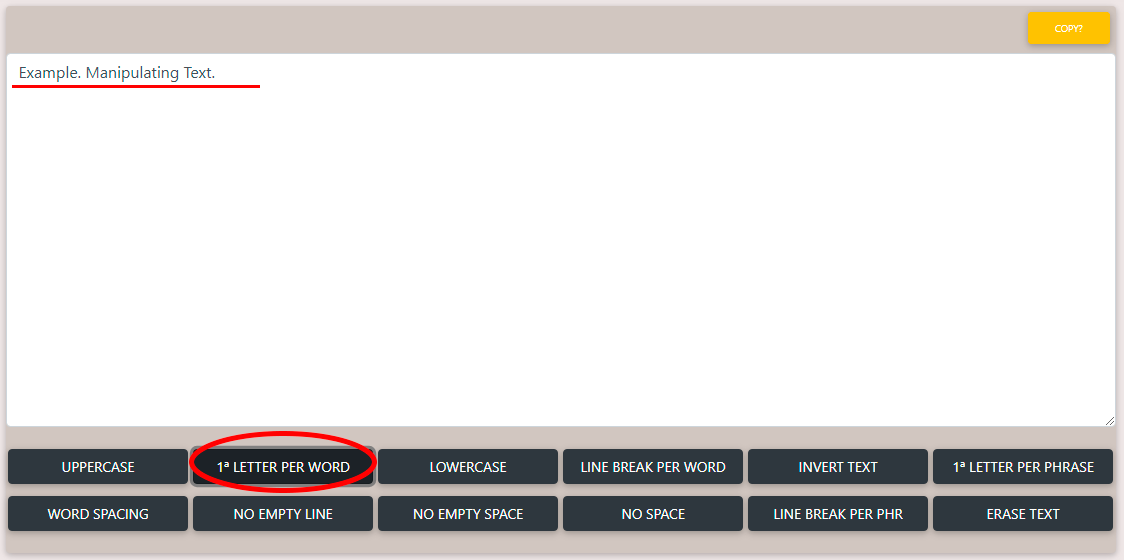 COPY?
Example. Manipulating Text.
UPPERCASE
1ª LETTER PER WORD
LOWERCASE
LINE BREAK PER WORD
INVERT TEXT
1ª LETTER PER PHRASE
WORD SPACING
NO EMPTY LINE
NO EMPTY SPACE
NO SPACE
LINE BREAK PER PHR
ERASE TEXT